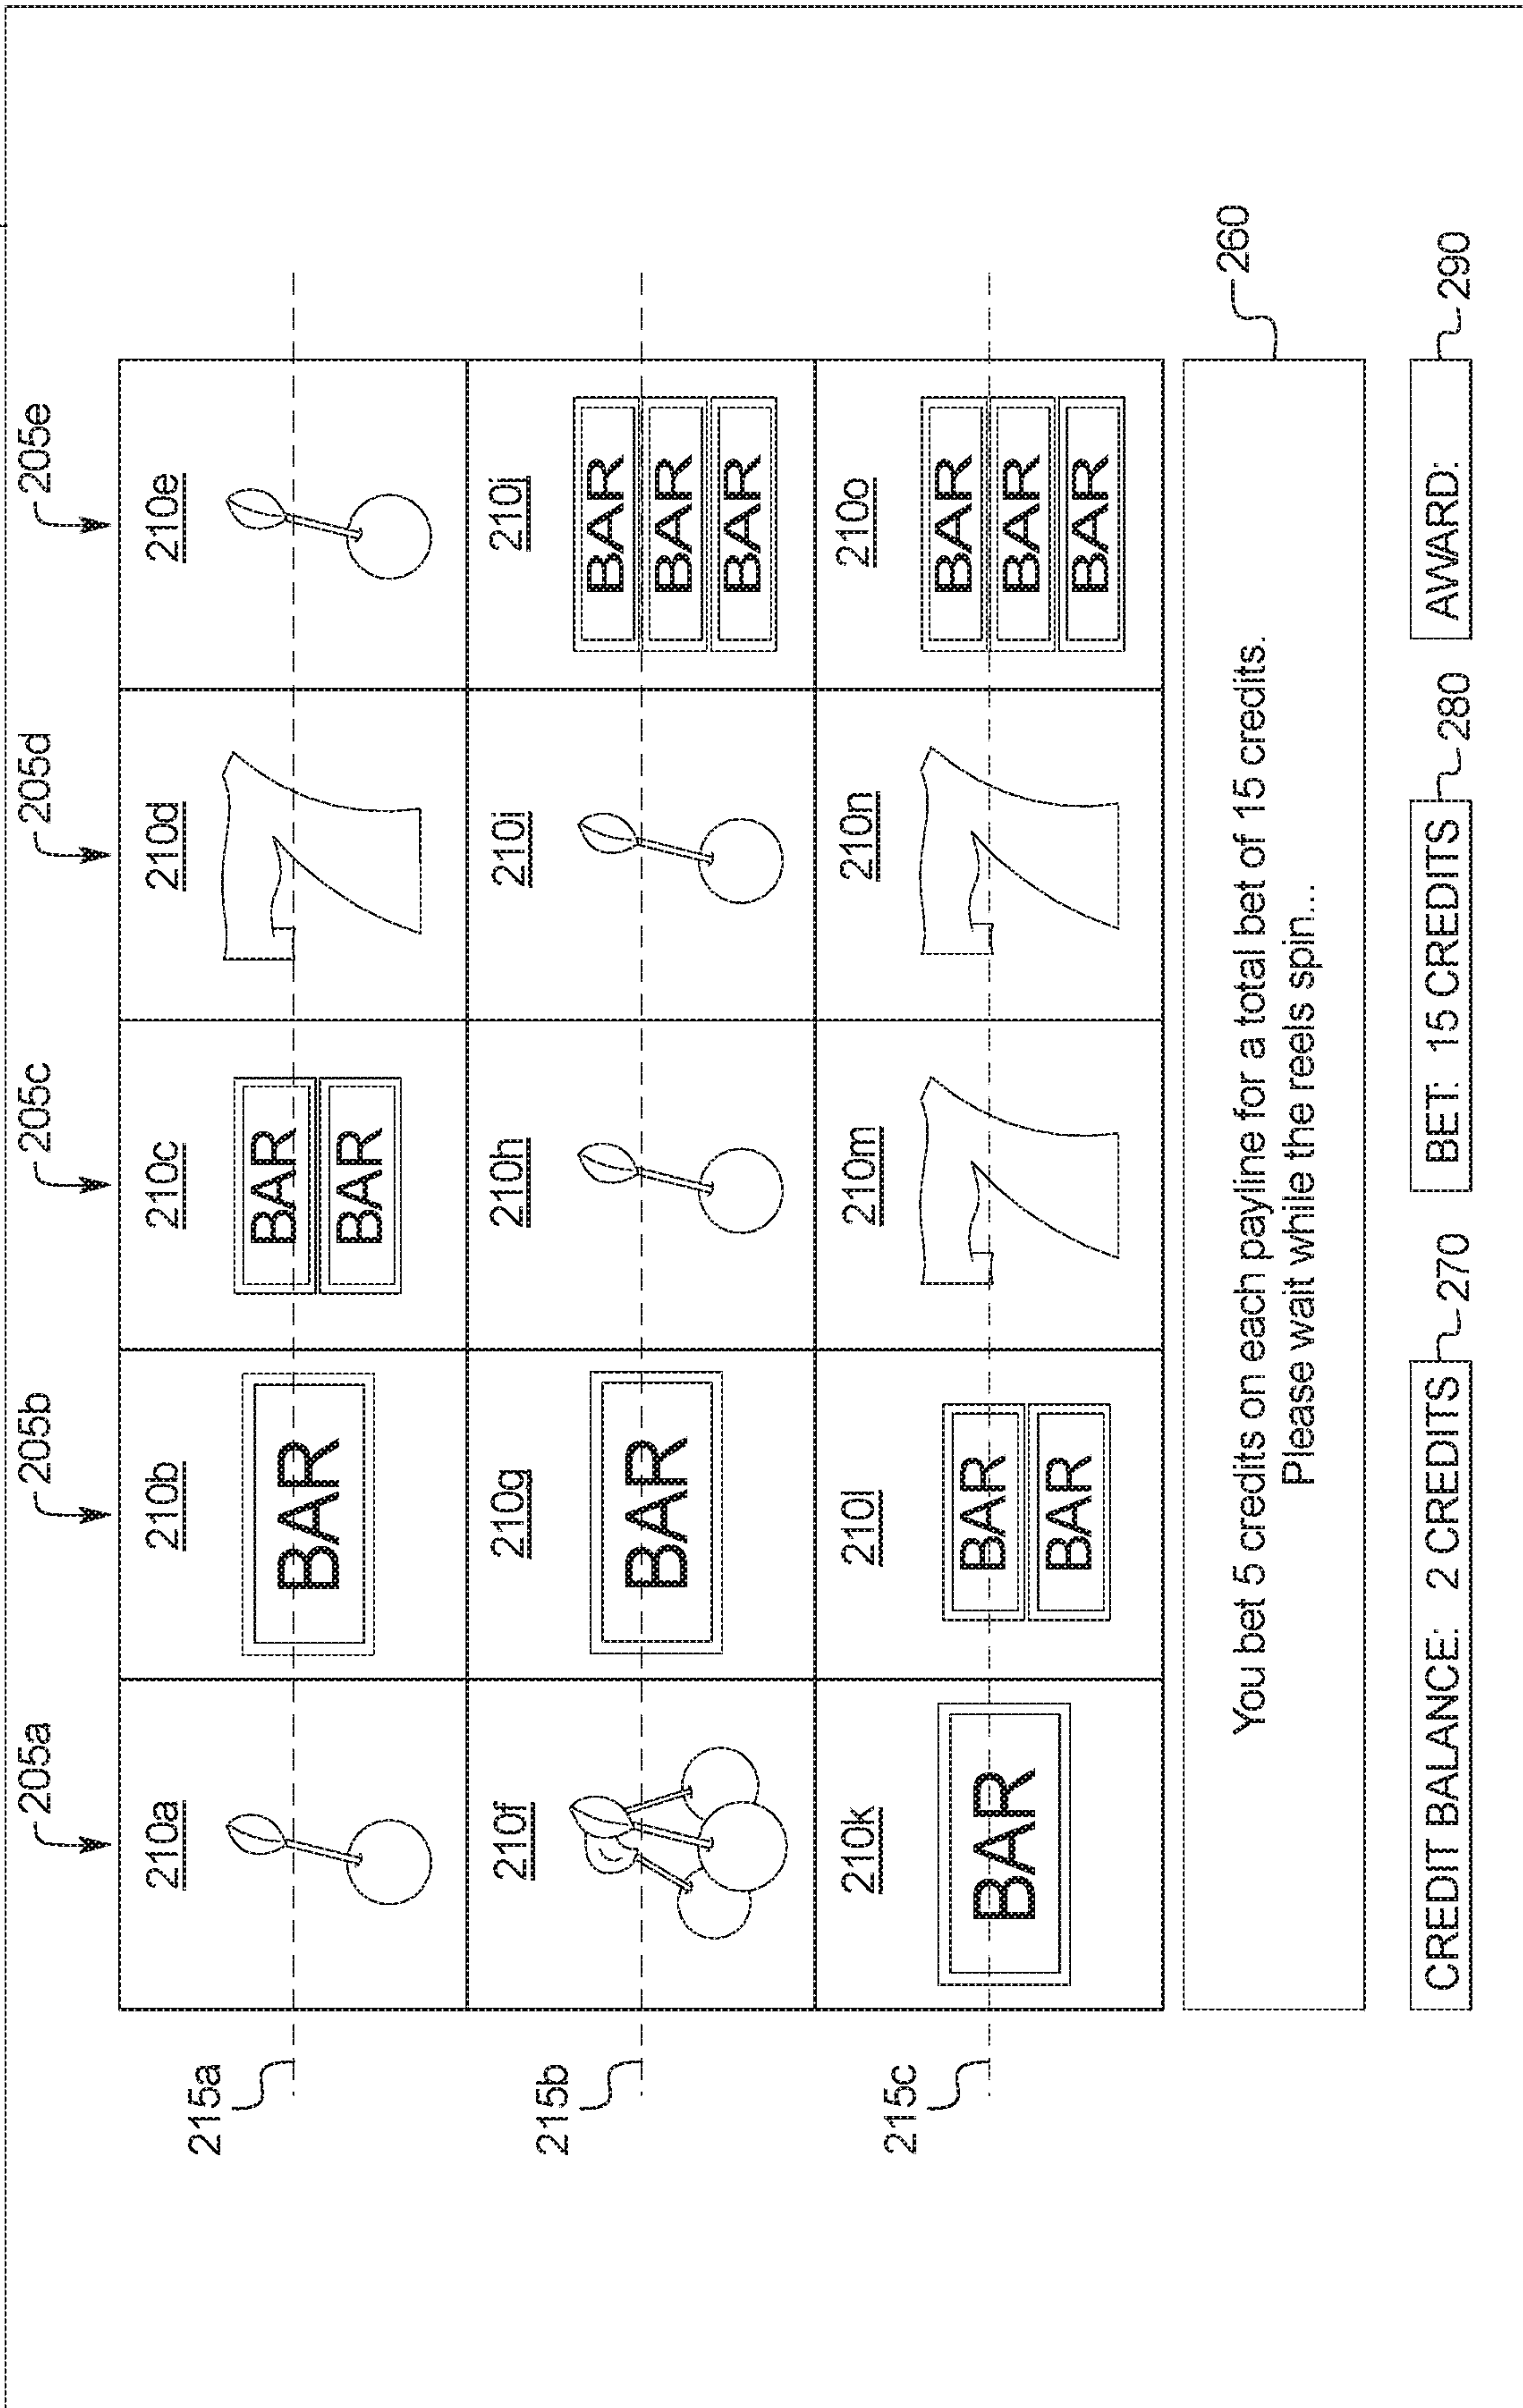 205a 205b 205c 205d 205e
215a
210a 210b 210c 210d 210e
BAR
BAR
BAR
215b
210f 210g 210h 210i 210j
BAR
BAR
BAR
BAR
215c
210k 210l 210m 210n 210o
BAR
BAR
BAR
BAR
BAR
BAR
You bet 5 credits on each payline for a total bet of 15 credits.
Please wait while the reels spin...
260
CREDIT BALANCE: 2 CREDITS 270 BET: 15 CREDITS 280 AWARD: 290